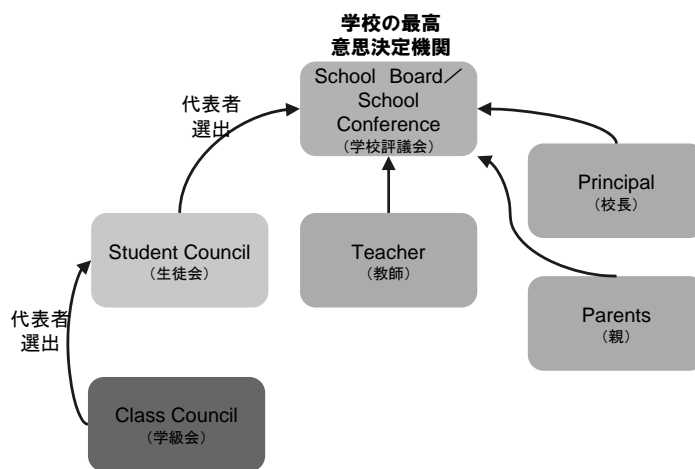 学校の最高
意思決定機関
School Board／
School
Conference
（学校評議会）
代表者
選出
Principal
（校長）
Student Council
（生徒会）
Teacher
（教師）
Parents
（親）
代表者
選出
Class Council
（学級会）